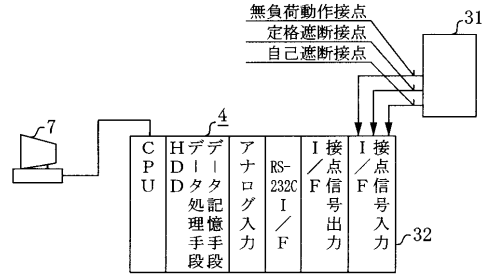 無負荷動作接点
定格遮断接点
自己遮断接点
31
7
4
CPU
HDD
データ処理手段
データ記憶手段
アナログ入力
RS-232C I/F
接点信号出力
I/F
接点信号入力
I/F
32